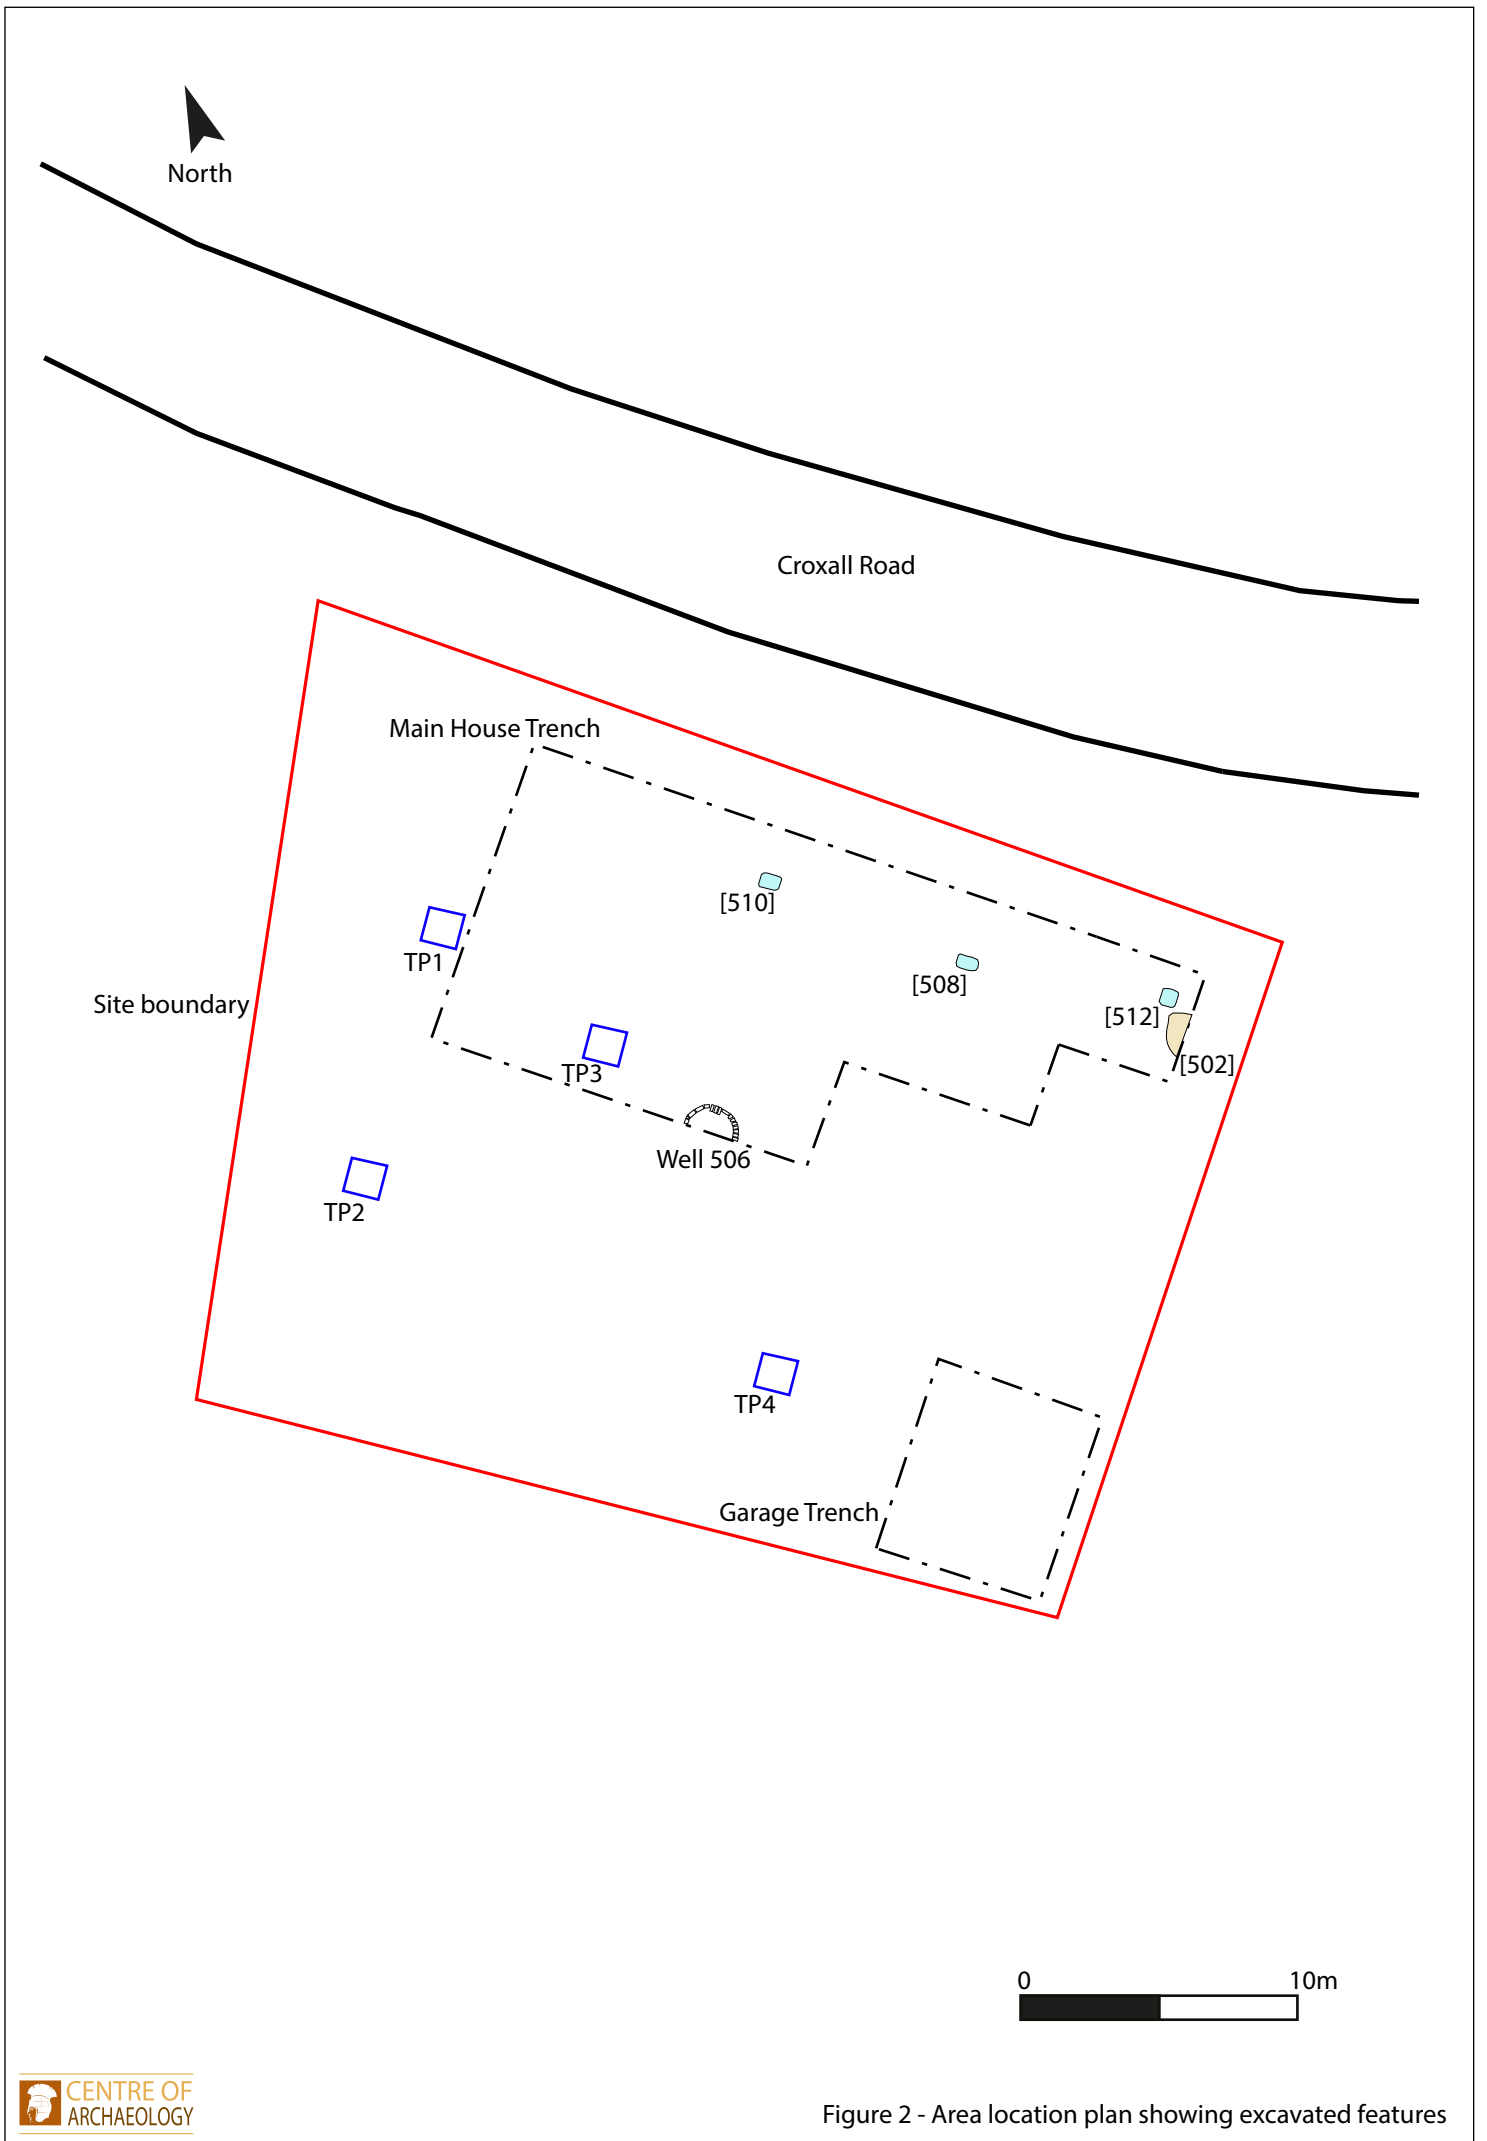 North
Croxall Road
Main House Trench
[510]
TP1
[508]
Site boundary
[512]
TP3
[502]
Well 506
TP2
TP4
Garage Trench
0 10m
CENTRE OF
ARCHAEOLOGY
Figure 2 - Area location plan showing excavated features